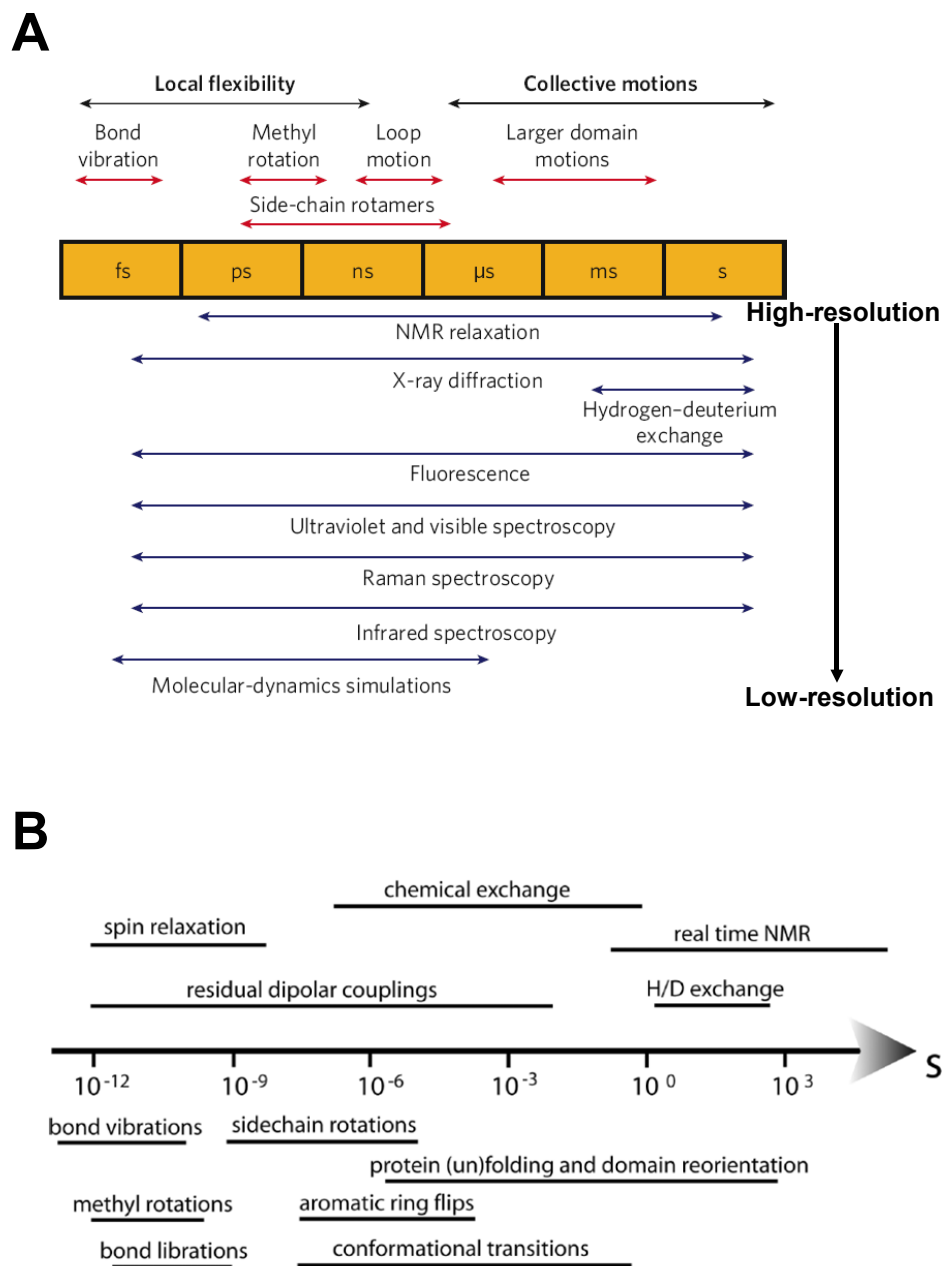 A
Local flexibility
Collective motions
Bond
vibration
Methyl
rotation
Loop
motion
Larger domain
motions
Side-chain rotamers
fs
ps
ns
µs
ms
s
High-resolution
NMR relaxation
X-ray diffraction
Hydrogen–deuterium
exchange
Fluorescence
Ultraviolet and visible spectroscopy
Raman spectroscopy
Infrared spectroscopy
Molecular-dynamics simulations
Low-resolution
B
chemical exchange
spin relaxation
real time NMR
residual dipolar couplings
H/D exchange
10⁻¹²
10⁻⁹
10⁻⁶
10⁻³
10⁰
10³
s
bond vibrations
sidechain rotations
protein (un)folding and domain reorientation
methyl rotations
aromatic ring flips
bond librations
conformational transitions